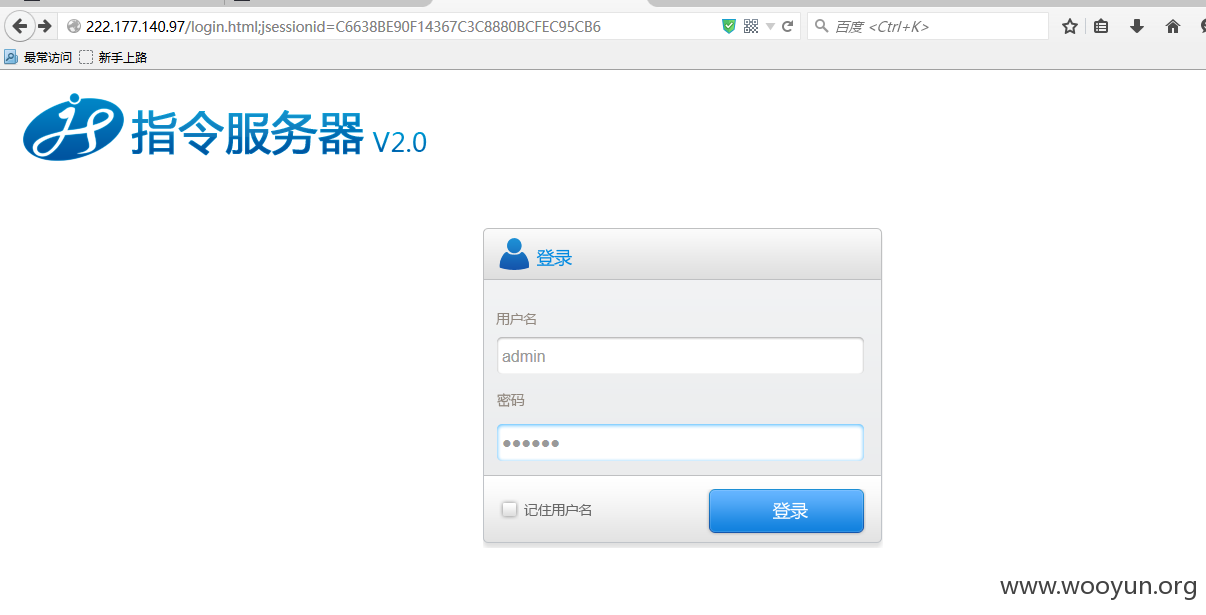 222.177.140.97/login.html;jsessionid=C6638BE90F14367C3C8880BCFEC95CB6
百度 <Ctrl+K>
最常访问 新手上路
指令服务器 V2.0
登录
用户名
admin
密码
••••••
记住用户名
登录
www.wooyun.org